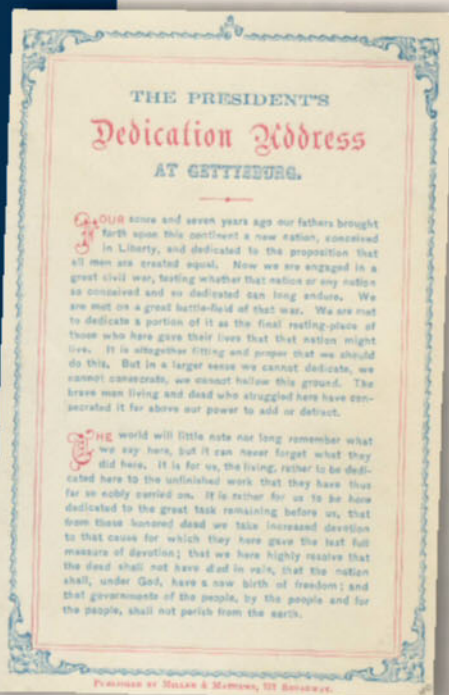 THE PRESIDENT'S
Dedication Address
AT GETTYSBURG.
FOUR score and seven years ago our fathers brought
forth upon this continent a new nation, conceived
in Liberty, and dedicated to the proposition that
all men are created equal. Now we are engaged in a
great civil war, testing whether that nation or any nation
so conceived and so dedicated can long endure. We
are met on a great battle-field of that war. We are met
to dedicate a portion of it as the final resting-place of
those who here gave their lives that that nation might
live. It is altogether fitting and proper that we should
do this. But in a larger sense we cannot dedicate, we
cannot consecrate, we cannot hallow this ground. The
brave men living and dead who struggled here have con-
secrated it far above our power to add or detract.
THE world will little note nor long remember what
we say here, but it can never forget what they
did here. It is for us, the living, rather to be dedi-
cated here to the unfinished work that they have thus
far so nobly carried on. It is rather for us to be here
dedicated to the great task remaining before us, that
from these honored dead we take increased devotion
to that cause for which they here gave the last full
measure of devotion; that we here highly resolve that
the dead shall not have died in vain, that the nation
shall, under God, have a new birth of freedom; and
that governments of the people, by the people and for
the people, shall not perish from the earth.
PUBLISHED BY MILLER & MATHEWS, 757 BROADWAY.